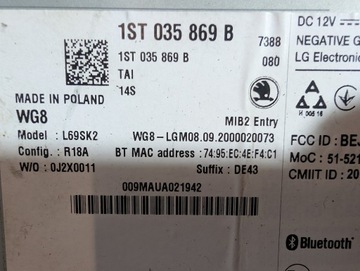 1ST 035 869 B
7388
DC 12V
1ST 035 869 B
080
NEGATIVE G
TAI
LG Electroni
14S
MADE IN POLAND
MIB2 Entry
WG8
WG8-LGM08.09.2000020073
Model : L69SK2
BT MAC address : 74:95:EC:4E:F4:C1
FCC ID : BEJ
Config. : R18A
Suffix : DE43
MoC : 51-521
W/O : 0J2X0011
CMIIT ID : 20
009MAUA021942
Bluetooth